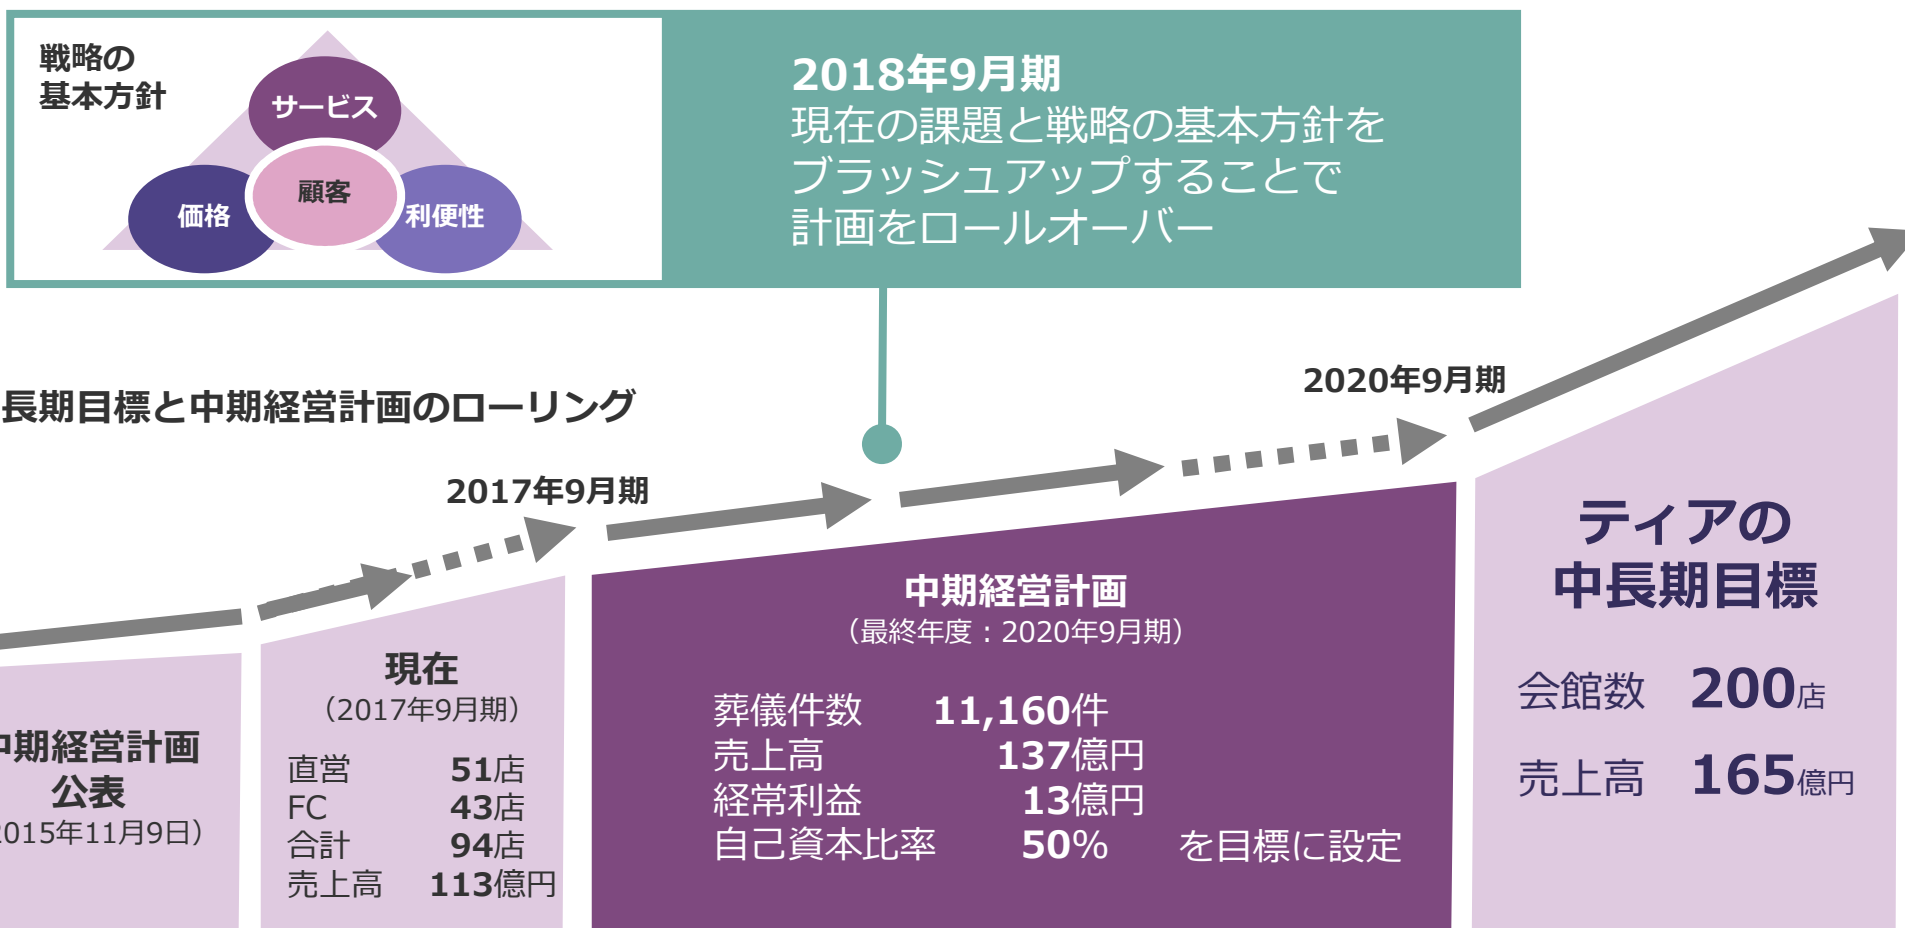 戦略の
基本方針
サービス
顧客
価格
利便性
2018年9月期
現在の課題と戦略の基本方針を
ブラッシュアップすることで
計画をロールオーバー
長期目標と中期経営計画のローリング
2017年9月期
2020年9月期
中期経営計画
公表
2015年11月9日）
現在
（2017年9月期）
直営 51店
FC 43店
合計 94店
売上高 113億円
中期経営計画
（最終年度：2020年9月期）
葬儀件数 11,160件
売上高 137億円
経常利益 13億円
自己資本比率 50% を目標に設定
ティアの
中長期目標
会館数 200店
売上高 165億円